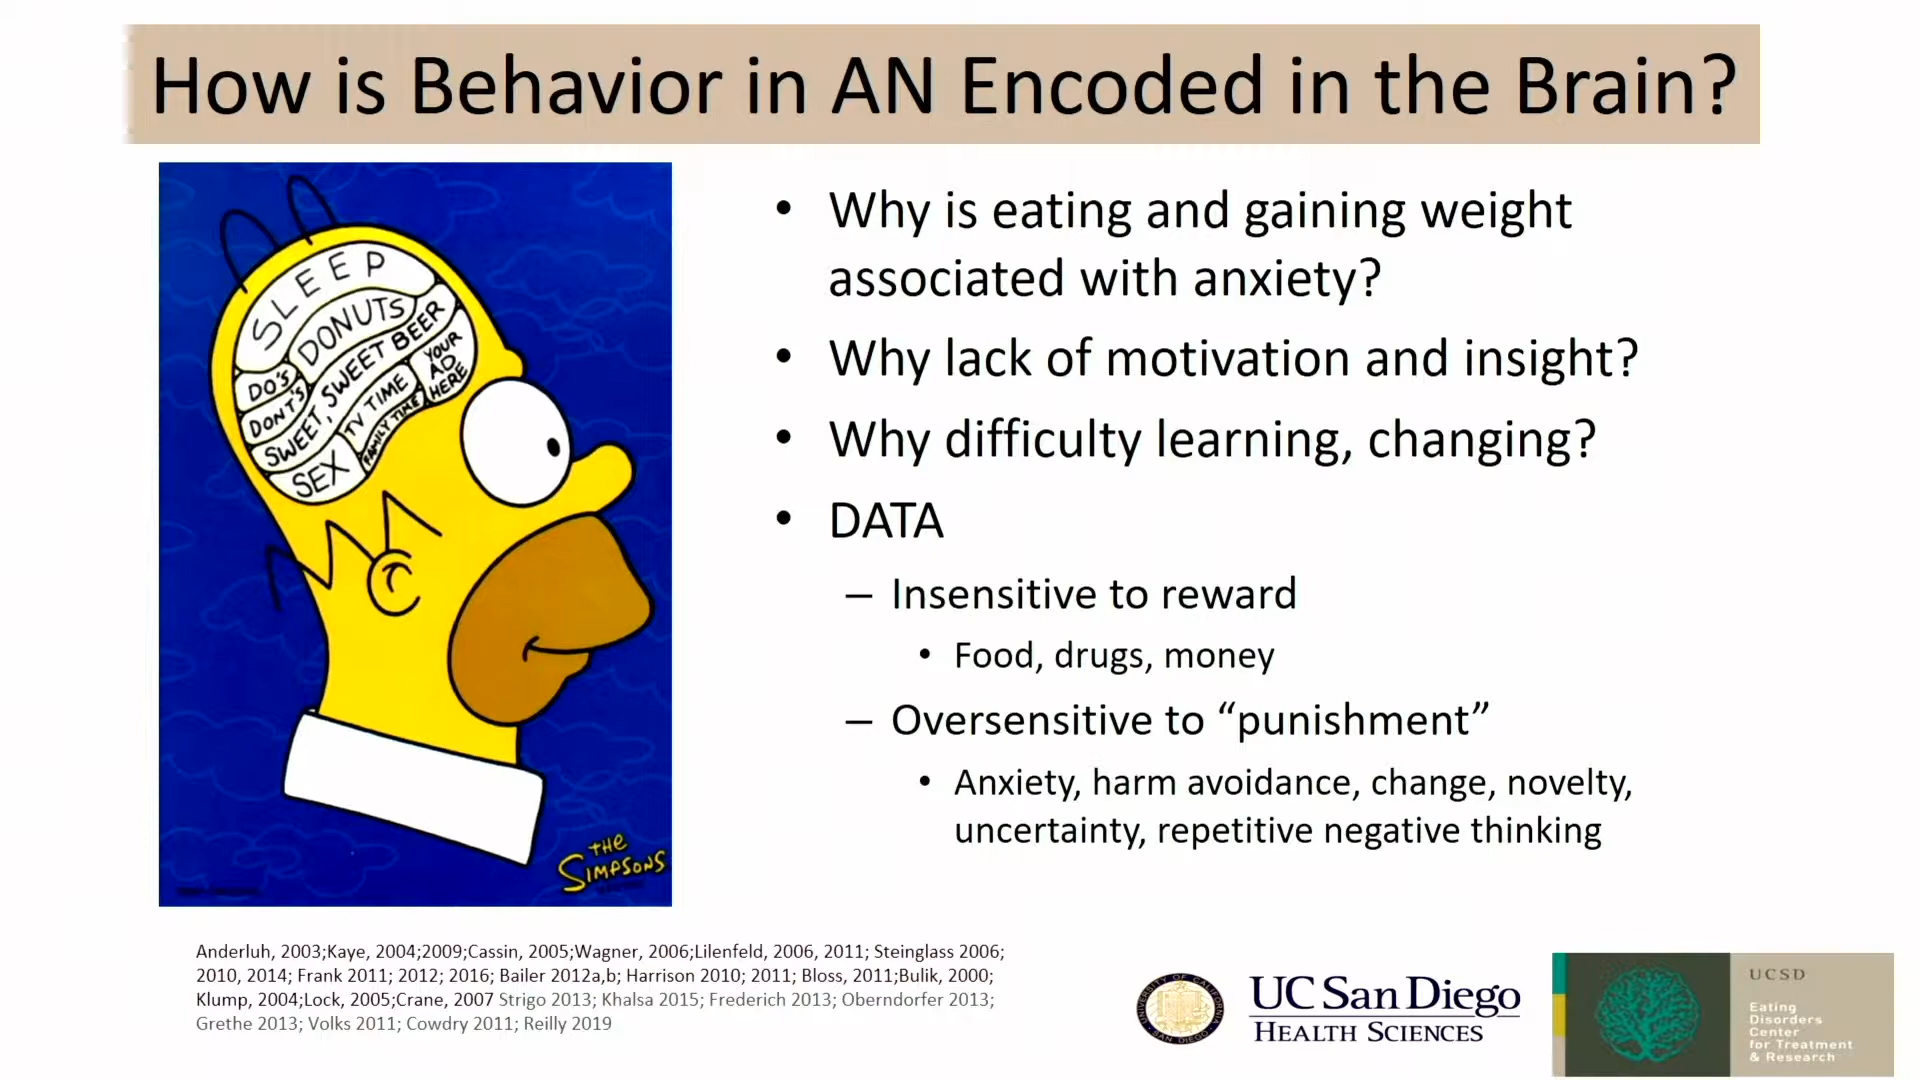 How is Behavior in AN Encoded in the Brain?
SLEEP
DONUTS
DO'S
DONT'S
SWEET, SWEET BEER
TV TIME
FAMILY TIME
YOUR
AD
HERE
SEX
THE
SIMPSONS
• Why is eating and gaining weight
associated with anxiety?
• Why lack of motivation and insight?
• Why difficulty learning, changing?
• DATA
– Insensitive to reward
• Food, drugs, money
– Oversensitive to “punishment”
• Anxiety, harm avoidance, change, novelty,
uncertainty, repetitive negative thinking
Anderluh, 2003;Kaye, 2004;2009;Cassin, 2005;Wagner, 2006;Lilenfeld, 2006, 2011; Steinglass 2006;
2010, 2014; Frank 2011; 2012; 2016; Bailer 2012a,b; Harrison 2010; 2011; Bloss, 2011;Bulik, 2000;
Klump, 2004;Lock, 2005;Crane, 2007 Strigo 2013; Khalsa 2015; Frederich 2013; Oberndorfer 2013;
Grethe 2013; Volks 2011; Cowdry 2011; Reilly 2019
UC San Diego
HEALTH SCIENCES
UCSD
Eating
Disorders
Center
for Treatment
& Research